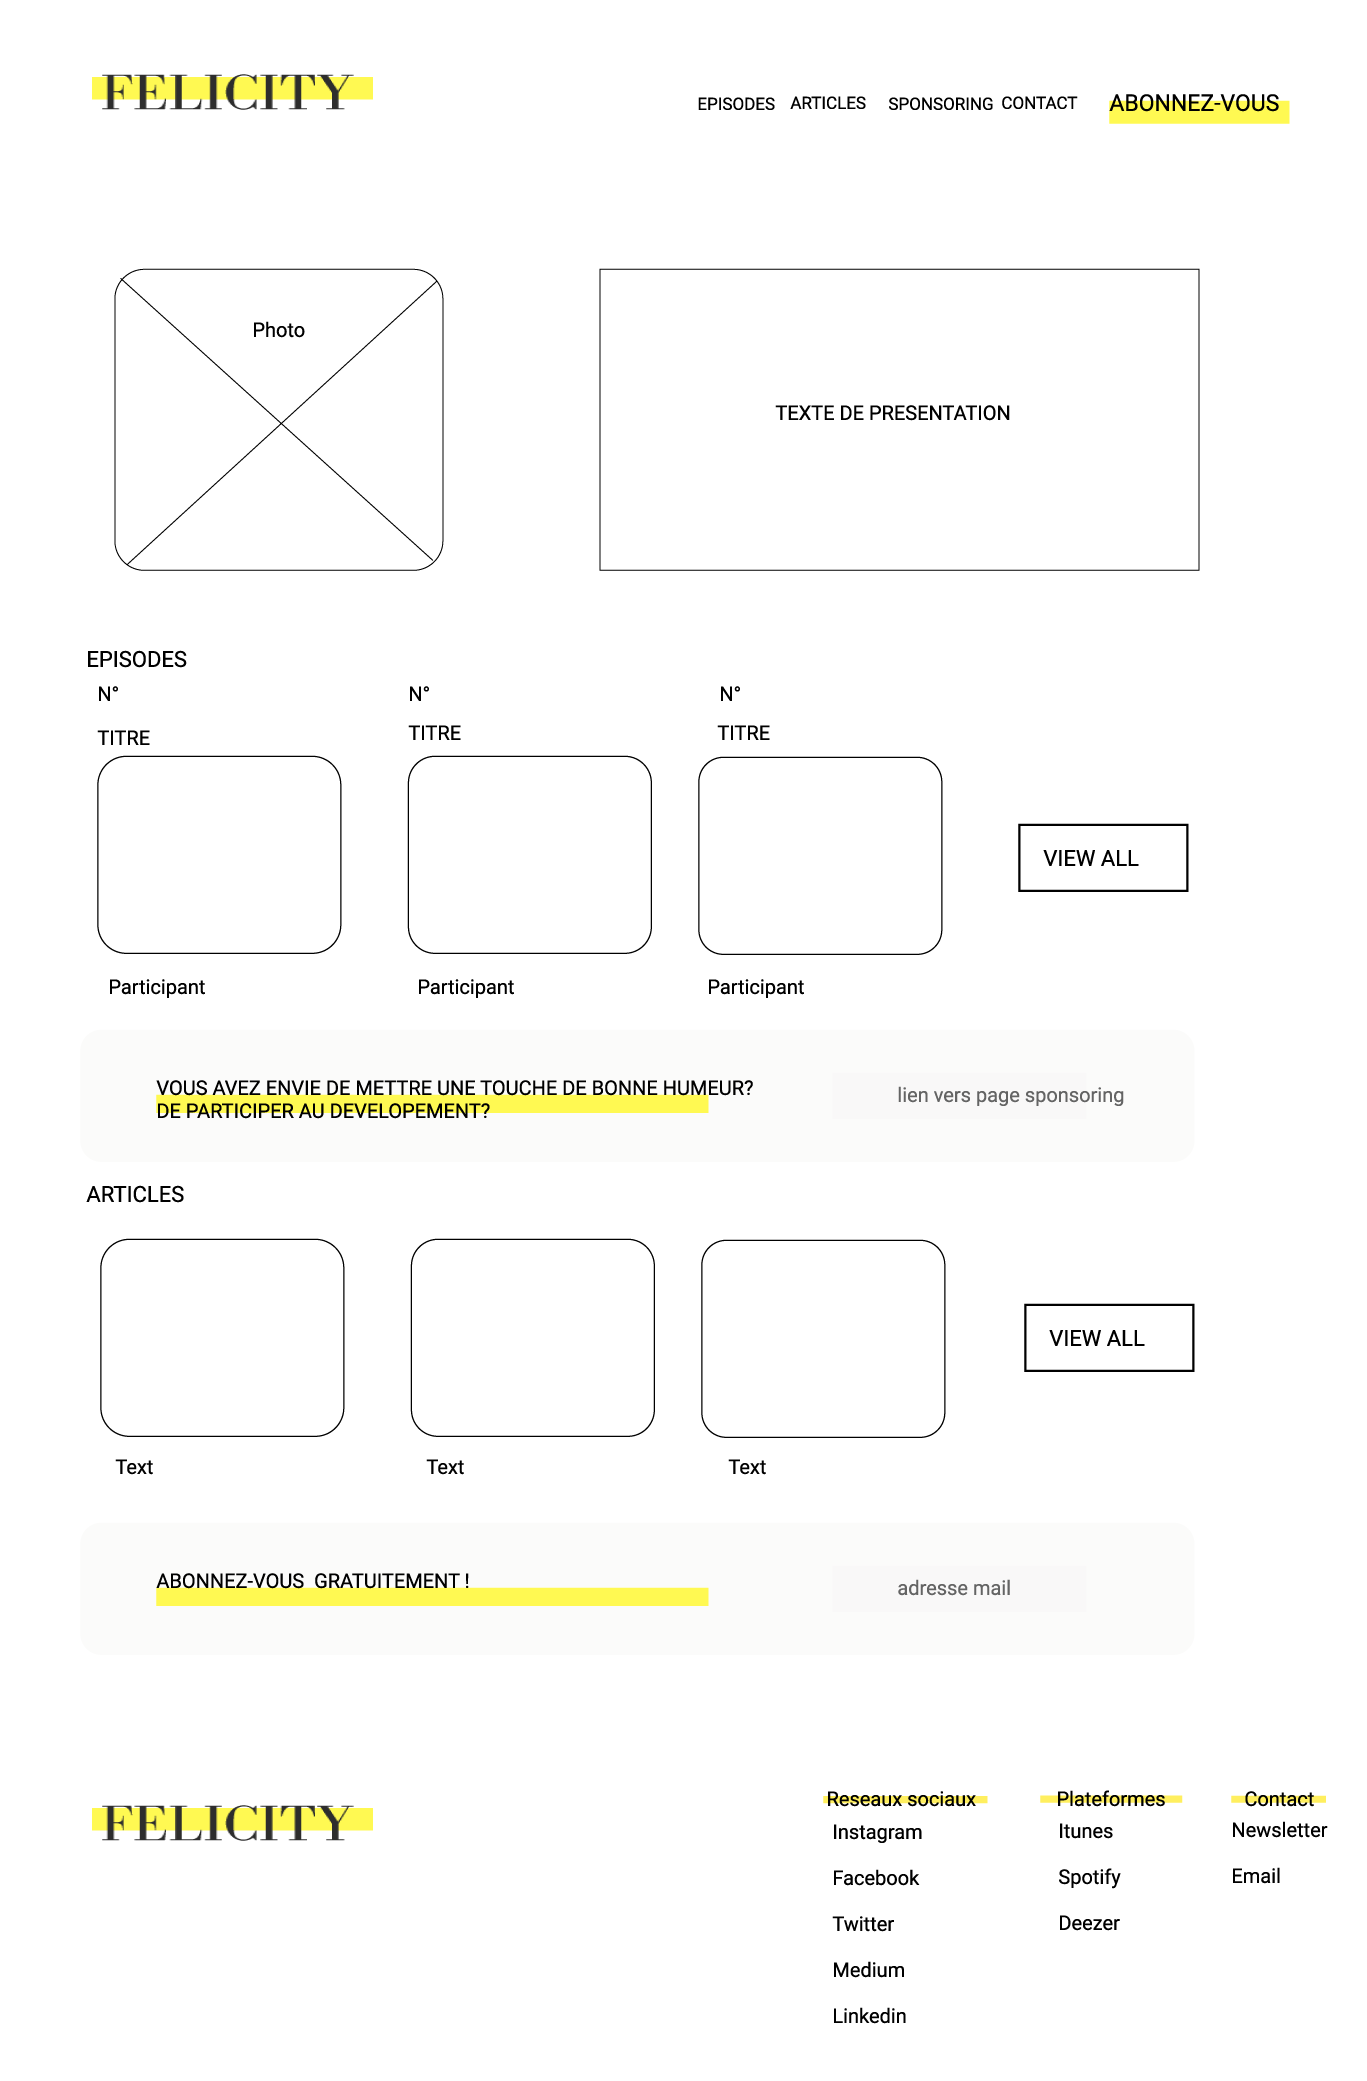 FELICITY
EPISODES ARTICLES SPONSORING CONTACT ABONNEZ-VOUS
Photo
TEXTE DE PRESENTATION
EPISODES
N° N° N°
TITRE TITRE TITRE
VIEW ALL
Participant Participant Participant
VOUS AVEZ ENVIE DE METTRE UNE TOUCHE DE BONNE HUMEUR?
DE PARTICIPER AU DEVELOPEMENT?
lien vers page sponsoring
ARTICLES
VIEW ALL
Text Text Text
ABONNEZ-VOUS  GRATUITEMENT !
adresse mail
FELICITY
Reseaux sociaux
Instagram
Facebook
Twitter
Medium
Linkedin
Plateformes
Itunes
Spotify
Deezer
Contact
Newsletter
Email